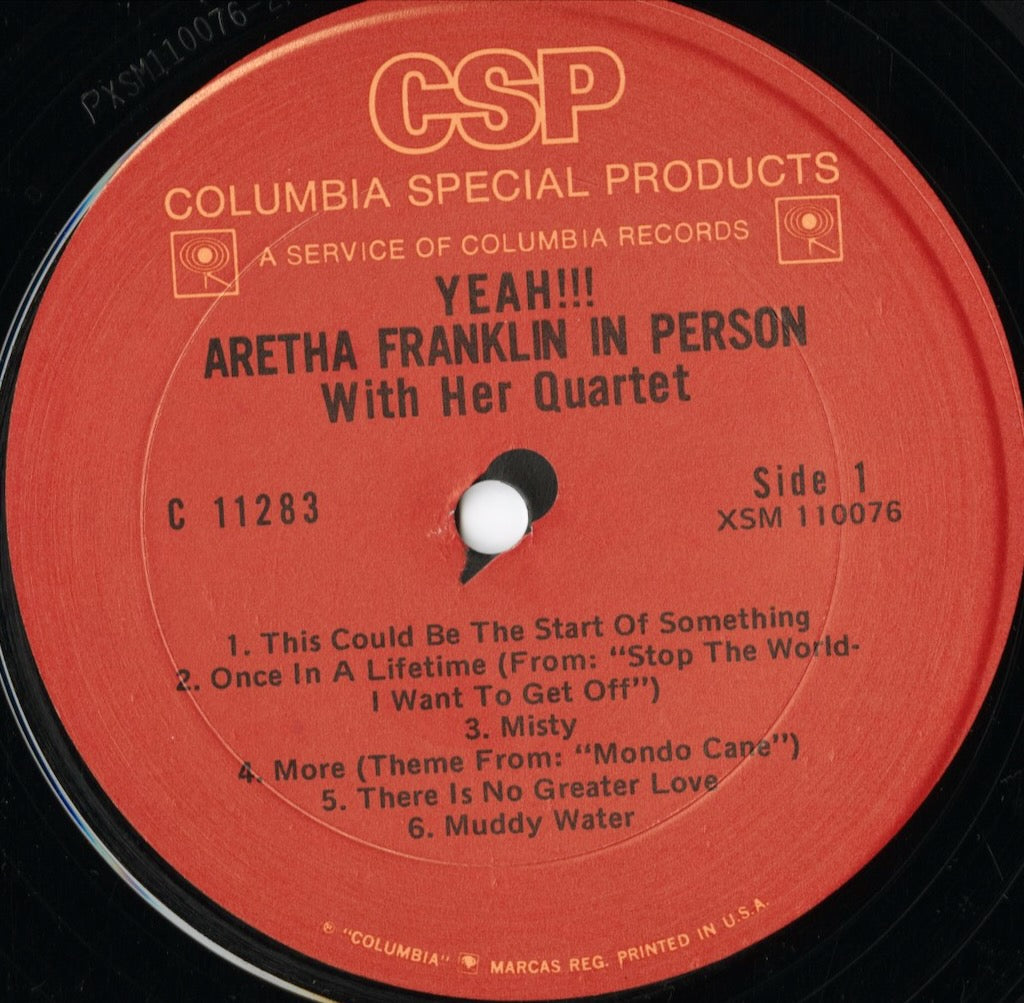 PXSM110076-2
CSP
COLUMBIA SPECIAL PRODUCTS
A SERVICE OF COLUMBIA RECORDS
YEAH!!!
ARETHA FRANKLIN IN PERSON
With Her Quartet
C 11283
Side 1
XSM 110076
1. This Could Be The Start Of Something
2. Once In A Lifetime (From: “Stop The World-
I Want To Get Off”)
3. Misty
4. More (Theme From: “Mondo Cane”)
5. There Is No Greater Love
6. Muddy Water
℗ "COLUMBIA" MARCAS REG. PRINTED IN U.S.A.